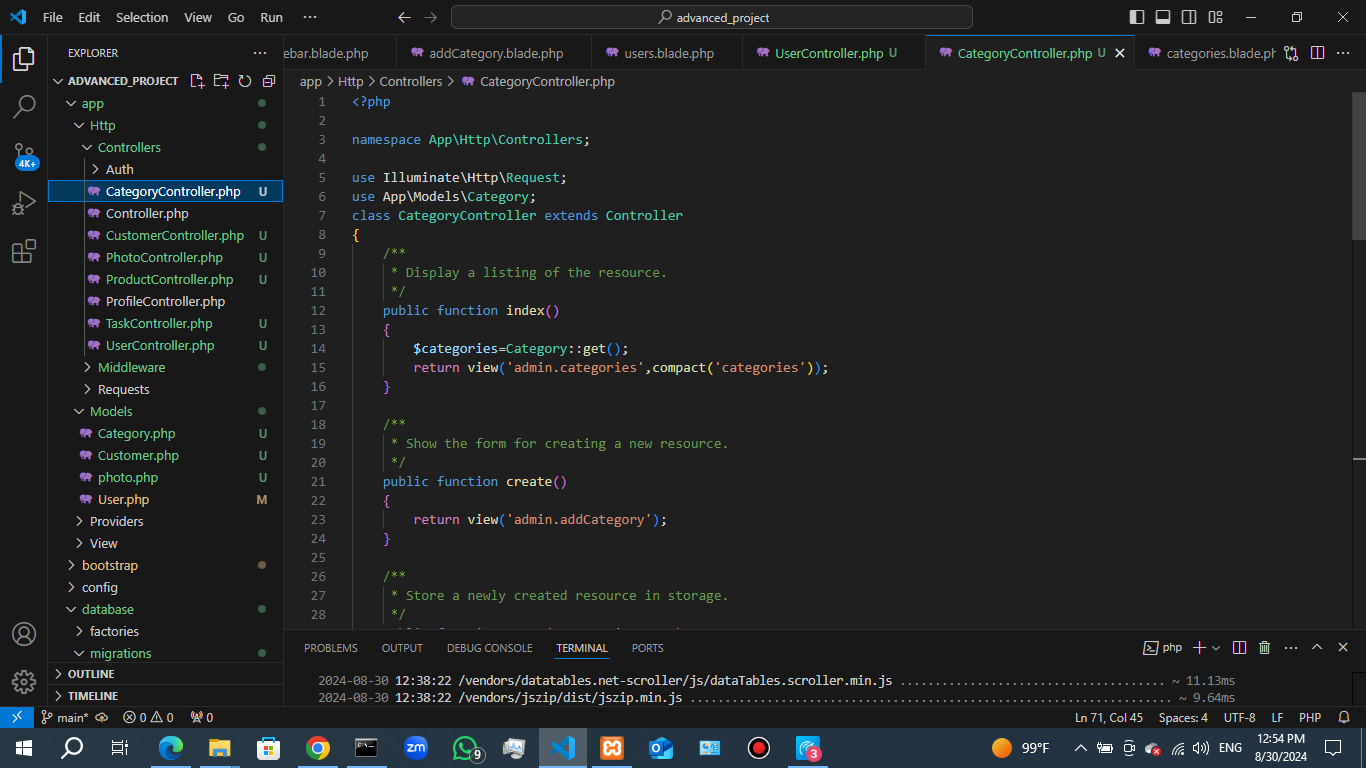 File Edit Selection View Go Run ··· advanced_project
EXPLORER ···
ebar.blade.php addCategory.blade.php users.blade.php UserController.php U CategoryController.php U categories.blade.ph
ADVANCED_PROJECT
app > Http > Controllers > CategoryController.php
app
Http
Controllers
Auth
CategoryController.php U
Controller.php
CustomerController.php U
PhotoController.php U
ProductController.php U
ProfileController.php
TaskController.php U
UserController.php U
Middleware
Requests
Models
Category.php U
Customer.php U
photo.php U
User.php M
Providers
View
bootstrap
config
database
factories
migrations
OUTLINE
TIMELINE
4K+
1 <?php
2
3 namespace App\Http\Controllers;
4
5 use Illuminate\Http\Request;
6 use App\Models\Category;
7 class CategoryController extends Controller
8 {
9 /**
10 * Display a listing of the resource.
11 */
12 public function index()
13 {
14 $categories=Category::get();
15 return view('admin.categories',compact('categories'));
16 }
17
18 /**
19 * Show the form for creating a new resource.
20 */
21 public function create()
22 {
23 return view('admin.addCategory');
24 }
25
26 /**
27 * Store a newly created resource in storage.
28 */
PROBLEMS OUTPUT DEBUG CONSOLE TERMINAL PORTS php
2024-08-30 12:38:22 /vendors/datatables.net-scroller/js/dataTables.scroller.min.js .................................. ~ 11.13ms
2024-08-30 12:38:22 /vendors/jszip/dist/jszip.min.js .............................................................. ~ 9.64ms
main* 0 0 0 Ln 71, Col 45 Spaces: 4 UTF-8 LF PHP
zm 9 3 99°F ENG 12:54 PM
8/30/2024